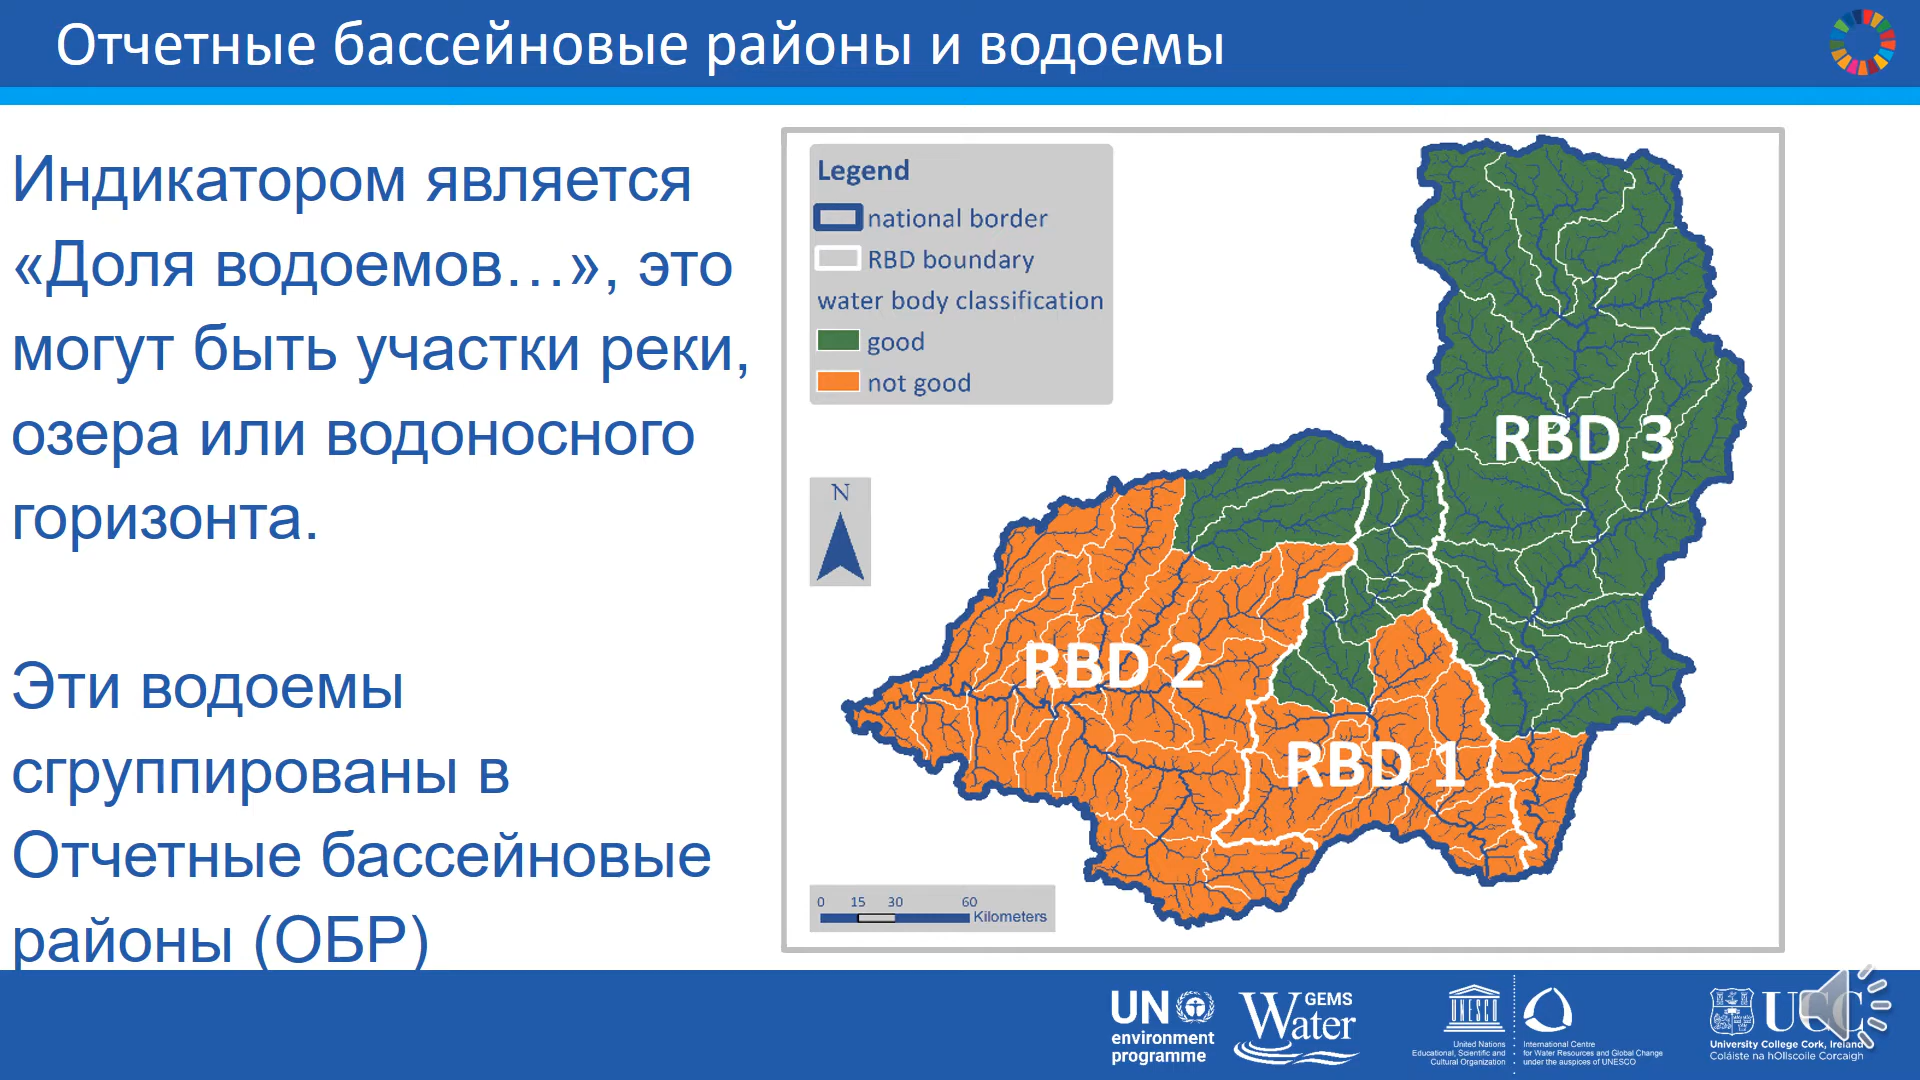 Отчетные бассейновые районы и водоемы
Индикатором является
«Доля водоемов…», это
могут быть участки реки,
озера или водоносного
горизонта.
Эти водоемы
сгруппированы в
Отчетные бассейновые
районы (ОБР)
Legend
national border
RBD boundary
water body classification
good
not good
N
RBD 3
RBD 2
RBD 1
0 15 30 60
Kilometers
UN
environment
programme
GEMS
Water
UNESCO
United Nations
Educational, Scientific and
Cultural Organization
International Centre
for Water Resources and Global Change
under the auspices of UNESCO
UCC
University College Cork, Ireland
Coláiste na hOllscoile Corcaigh